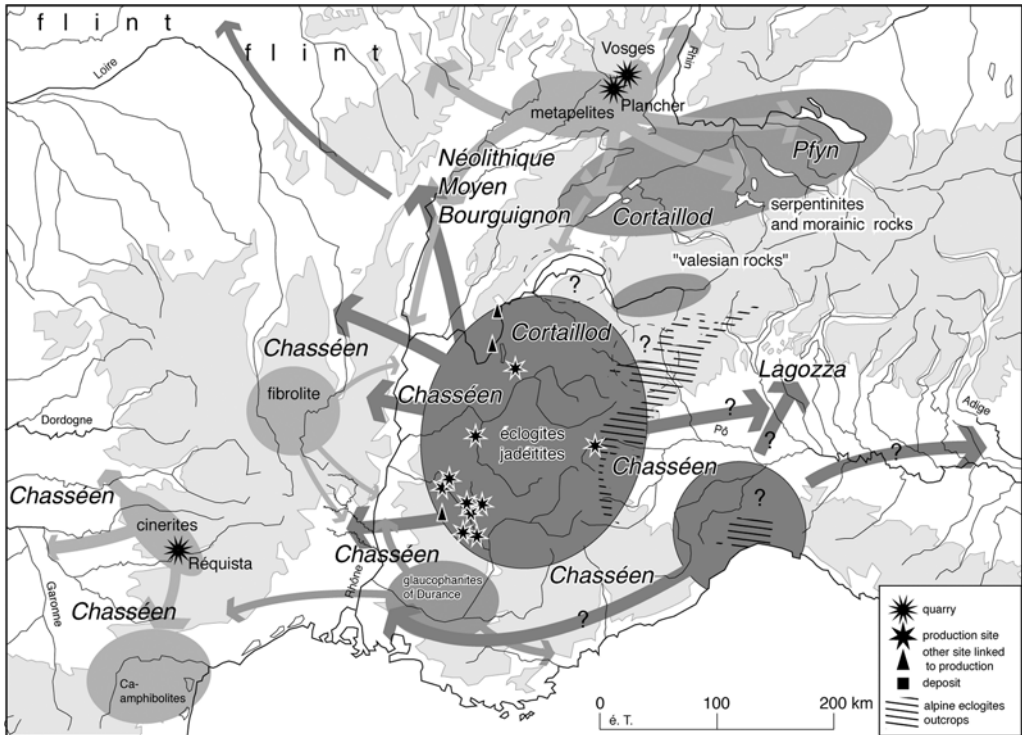 f l i n t
f l i n t
Loire
Vosges
Rhin
Plancher
metapelites
Néolithique
Moyen
Bourguignon
Pfyn
Cortaillod
serpentinites
and morainic rocks
"valesian rocks"
?
Cortaillod
?
Chasséen
fibrolite
Chasséen
Lagozza
Dordogne
éclogites
jadéitites
?
Pô
?
Adige
Chasséen
?
?
Chasséen
cinerites
Réquista
Chasséen
Rhône
glaucophanites
of Durance
Chasséen
Garonne
Chasséen
?
Ca-
amphibolites
0 100 200 km
é. T.
quarry
production site
other site linked
to production
deposit
alpine eclogites
outcrops